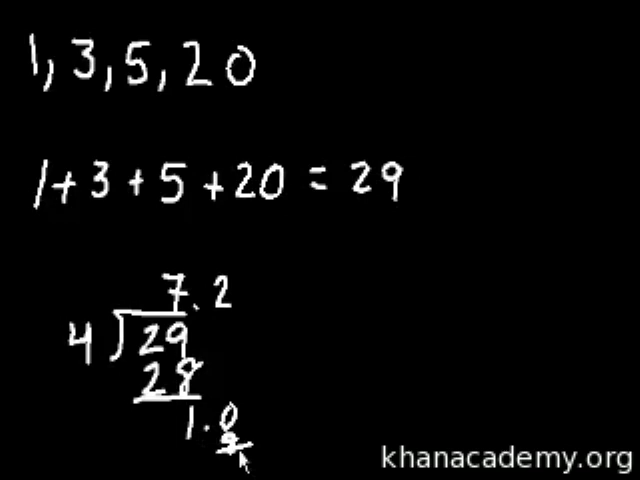 1, 3, 5, 20
1 + 3 + 5 + 20 = 29
7.2
4 29
28
1.0
khanacademy.org